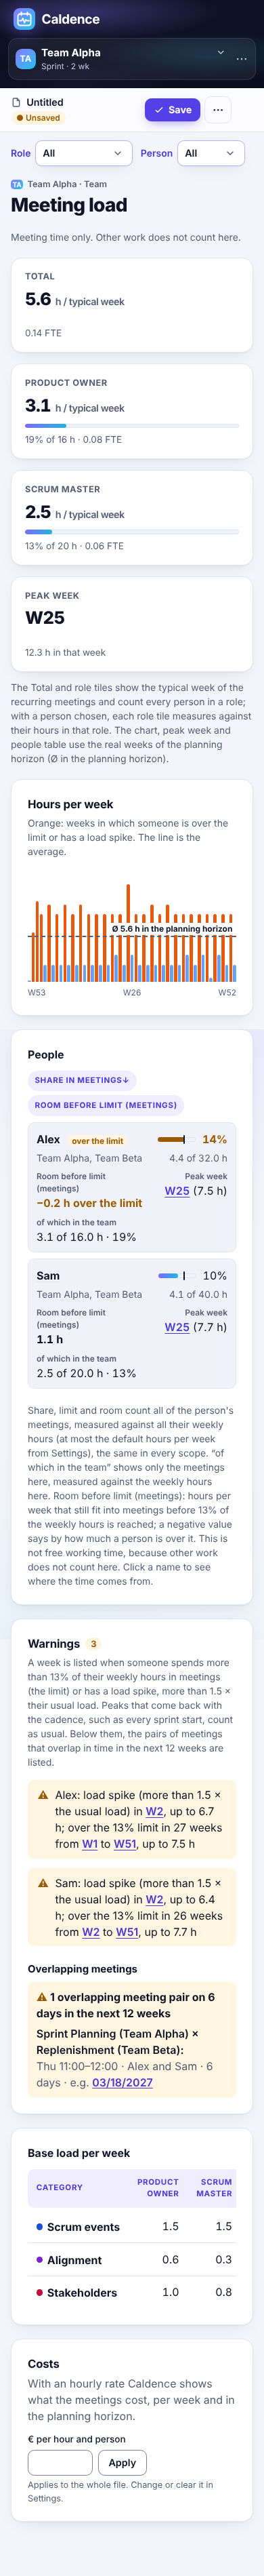 Caldence
TA
Team Alpha
Sprint · 2 wk
Untitled
Unsaved
Save
Role
All
Person
All
TA Team Alpha · Team
Meeting load
Meeting time only. Other work does not count here.
TOTAL
5.6 h / typical week
0.14 FTE
PRODUCT OWNER
3.1 h / typical week
19% of 16 h · 0.08 FTE
SCRUM MASTER
2.5 h / typical week
13% of 20 h · 0.06 FTE
PEAK WEEK
W25
12.3 h in that week
The Total and role tiles show the typical week of the
recurring meetings and count every person in a role;
with a person chosen, each role tile measures against
their hours in that role. The chart, peak week and
people table use the real weeks of the planning
horizon (Ø in the planning horizon).
Hours per week
Orange: weeks in which someone is over the
limit or has a load spike. The line is the
average.
Ø 5.6 h in the planning horizon
W53
W26
W52
People
SHARE IN MEETINGS↓
ROOM BEFORE LIMIT (MEETINGS)
Alex over the limit
14%
Team Alpha, Team Beta
4.4 of 32.0 h
Room before limit
(meetings)
−0.2 h over the limit
Peak week
W25 (7.5 h)
of which in the team
3.1 of 16.0 h · 19%
Sam
10%
Team Alpha, Team Beta
4.1 of 40.0 h
Room before limit
(meetings)
1.1 h
Peak week
W25 (7.7 h)
of which in the team
2.5 of 20.0 h · 13%
Share, limit and room count all of the person's
meetings, measured against all their weekly
hours (at most the default hours per week
from Settings), the same in every scope. “of
which in the team” shows only the meetings
here, measured against the weekly hours
here. Room before limit (meetings): hours per
week that still fit into meetings before 13% of
the weekly hours is reached; a negative value
says by how much a person is over it. This is
not free working time, because other work
does not count here. Click a name to see
where the time comes from.
Warnings 3
A week is listed when someone spends more
than 13% of their weekly hours in meetings
(the limit) or has a load spike, more than 1.5 ×
their usual load. Peaks that come back with
the cadence, such as every sprint start, count
as usual. Below them, the pairs of meetings
that overlap in time in the next 12 weeks are
listed.
Alex: load spike (more than 1.5 ×
the usual load) in W2, up to 6.7
h; over the 13% limit in 27 weeks
from W1 to W51, up to 7.5 h
Sam: load spike (more than 1.5 ×
the usual load) in W2, up to 6.4
h; over the 13% limit in 26 weeks
from W2 to W51, up to 7.7 h
Overlapping meetings
1 overlapping meeting pair on 6
days in the next 12 weeks
Sprint Planning (Team Alpha) ×
Replenishment (Team Beta):
Thu 11:00–12:00 · Alex and Sam · 6
days · e.g. 03/18/2027
Base load per week
CATEGORY
PRODUCT
OWNER
SCRUM
MASTER
Scrum events 1.5 1.5
Alignment 0.6 0.3
Stakeholders 1.0 0.8
Costs
With an hourly rate Caldence shows
what the meetings cost, per week and in
the planning horizon.
€ per hour and person
Apply
Applies to the whole file. Change or clear it in
Settings.